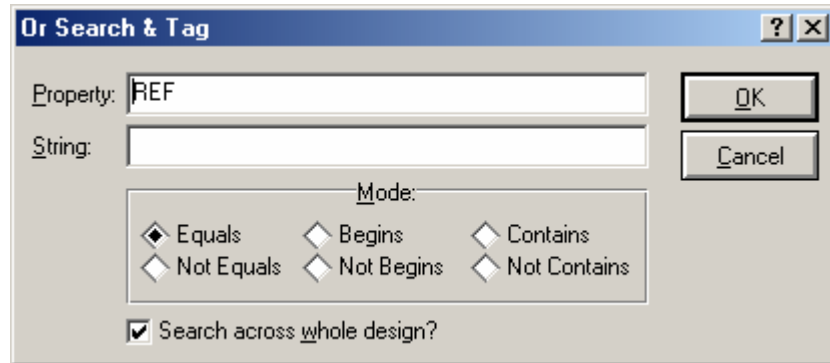 Or Search & Tag
Property: REF
OK
String:
Cancel
Mode:
Equals Begins Contains
Not Equals Not Begins Not Contains
Search across whole design?